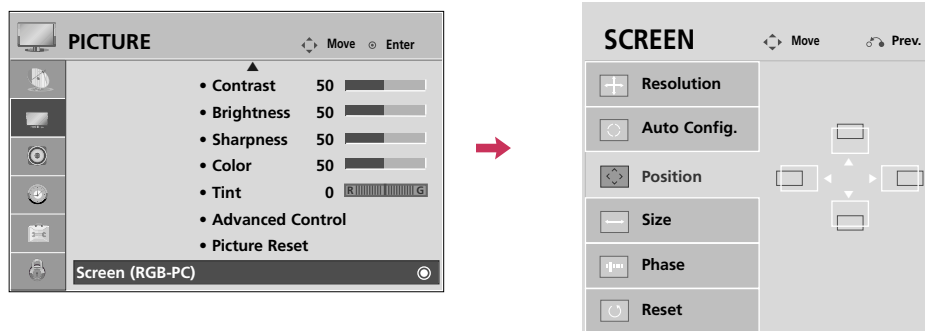 PICTURE Move Enter
• Contrast 50
• Brightness 50
• Sharpness 50
• Color 50
• Tint 0 R G
• Advanced Control
• Picture Reset
Screen (RGB-PC)
SCREEN Move Prev.
Resolution
Auto Config.
Position
Size
Phase
Reset